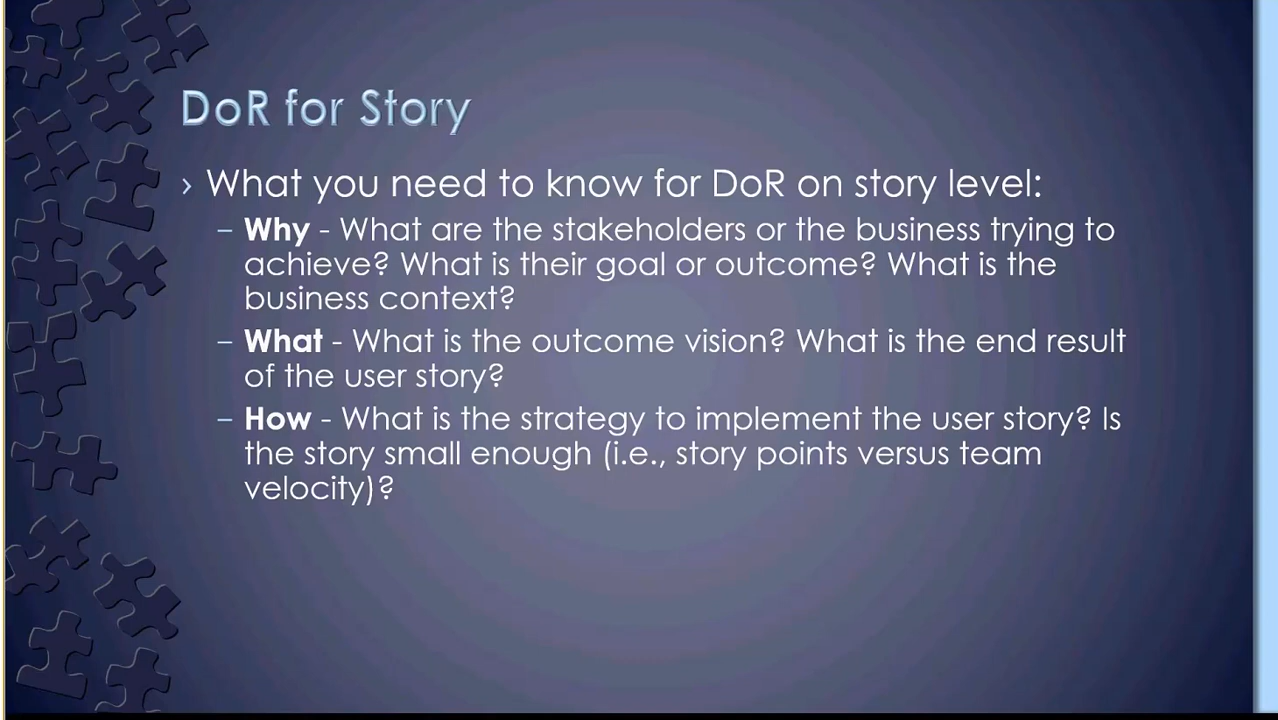 DoR for Story
› What you need to know for DoR on story level:
– Why - What are the stakeholders or the business trying to
achieve? What is their goal or outcome? What is the
business context?
– What - What is the outcome vision? What is the end result
of the user story?
– How - What is the strategy to implement the user story? Is
the story small enough (i.e., story points versus team
velocity)?